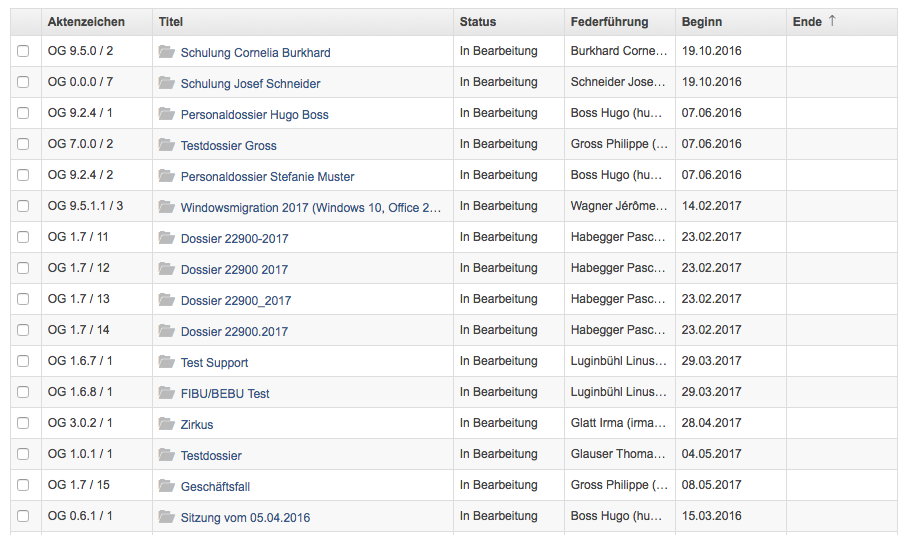 Aktenzeichen Titel Status Federführung Beginn Ende ↑
OG 9.5.0 / 2 Schulung Cornelia Burkhard In Bearbeitung Burkhard Corne... 19.10.2016
OG 0.0.0 / 7 Schulung Josef Schneider In Bearbeitung Schneider Jose... 19.10.2016
OG 9.2.4 / 1 Personaldossier Hugo Boss In Bearbeitung Boss Hugo (hu... 07.06.2016
OG 7.0.0 / 2 Testdossier Gross In Bearbeitung Gross Philippe (... 07.06.2016
OG 9.2.4 / 2 Personaldossier Stefanie Muster In Bearbeitung Boss Hugo (hu... 07.06.2016
OG 9.5.1.1 / 3 Windowsmigration 2017 (Windows 10, Office 2... In Bearbeitung Wagner Jérôme... 14.02.2017
OG 1.7 / 11 Dossier 22900-2017 In Bearbeitung Habegger Pasc... 23.02.2017
OG 1.7 / 12 Dossier 22900 2017 In Bearbeitung Habegger Pasc... 23.02.2017
OG 1.7 / 13 Dossier 22900_2017 In Bearbeitung Habegger Pasc... 23.02.2017
OG 1.7 / 14 Dossier 22900.2017 In Bearbeitung Habegger Pasc... 23.02.2017
OG 1.6.7 / 1 Test Support In Bearbeitung Luginbühl Linus... 29.03.2017
OG 1.6.8 / 1 FIBU/BEBU Test In Bearbeitung Luginbühl Linus... 29.03.2017
OG 3.0.2 / 1 Zirkus In Bearbeitung Glatt Irma (irma... 28.04.2017
OG 1.0.1 / 1 Testdossier In Bearbeitung Glauser Thoma... 04.05.2017
OG 1.7 / 15 Geschäftsfall In Bearbeitung Gross Philippe (... 08.05.2017
OG 0.6.1 / 1 Sitzung vom 05.04.2016 In Bearbeitung Boss Hugo (hu... 15.03.2016